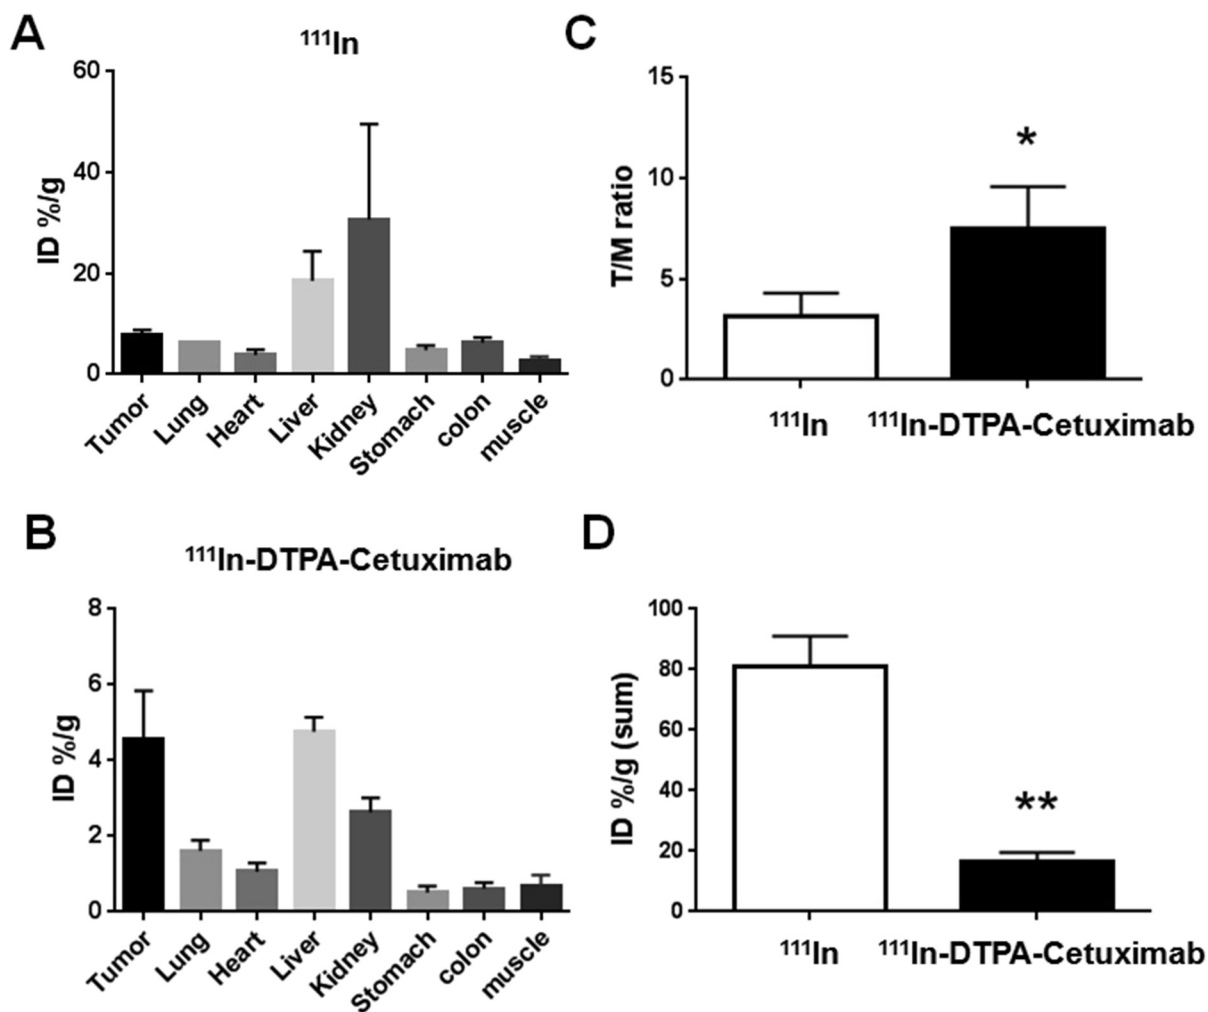 A
¹¹¹In
60
40
20
0
ID %/g
Tumor
Lung
Heart
Liver
Kidney
Stomach
colon
muscle
C
15
10
5
0
T/M ratio
*
¹¹¹In
¹¹¹In-DTPA-Cetuximab
B
¹¹¹In-DTPA-Cetuximab
8
6
4
2
0
ID %/g
Tumor
Lung
Heart
Liver
Kidney
Stomach
colon
muscle
D
100
80
60
40
20
0
ID %/g (sum)
**
¹¹¹In
¹¹¹In-DTPA-Cetuximab